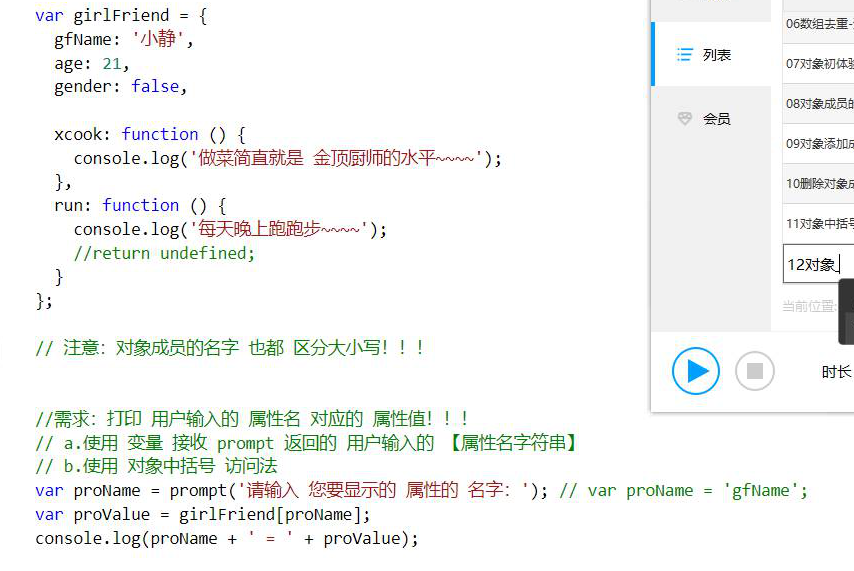 var girlFriend = {
gfName: '小静',
age: 21,
gender: false,
xcook: function () {
console.log('做菜简直就是 金顶厨师的水平~~~~');
},
run: function () {
console.log('每天晚上跑跑步~~~~');
//return undefined;
}
};
// 注意: 对象成员的名字 也都 区分大小写!!!
//需求: 打印 用户输入的 属性名 对应的 属性值!!!
// a.使用 变量 接收 prompt 返回的 用户输入的 【属性名字符串】
// b.使用 对象中括号 访问法
var proName = prompt('请输入 您要显示的 属性的 名字: '); // var proName = 'gfName';
var proValue = girlFriend[proName];
console.log(proName + ' = ' + proValue);
列表
会员
06数组去重-
07对象初体验
08对象成员的
09对象添加成
10删除对象成
11对象中括号
12对象_
当前位置:
时长